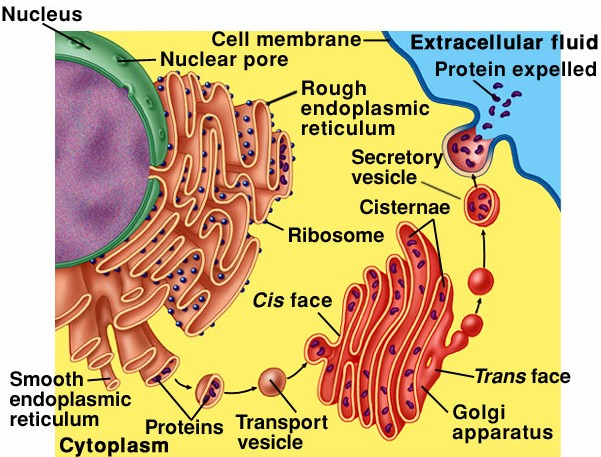 Nucleus
Cell membrane
Extracellular fluid
Nuclear pore
Protein expelled
Rough
endoplasmic
reticulum
Secretory
vesicle
Cisternae
Ribosome
Cis face
Smooth
endoplasmic
reticulum
Proteins
Transport
vesicle
Trans face
Golgi
apparatus
Cytoplasm